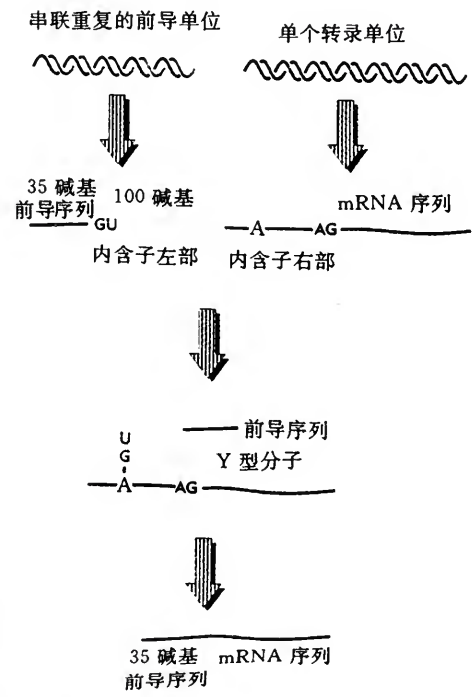 串联重复的前导单位
单个转录单位
35 碱基
前导序列
100 碱基
GU
内含子左部
mRNA 序列
A
AG
内含子右部
前导序列
U
G
Y 型分子
A
AG
35 碱基
前导序列
mRNA 序列